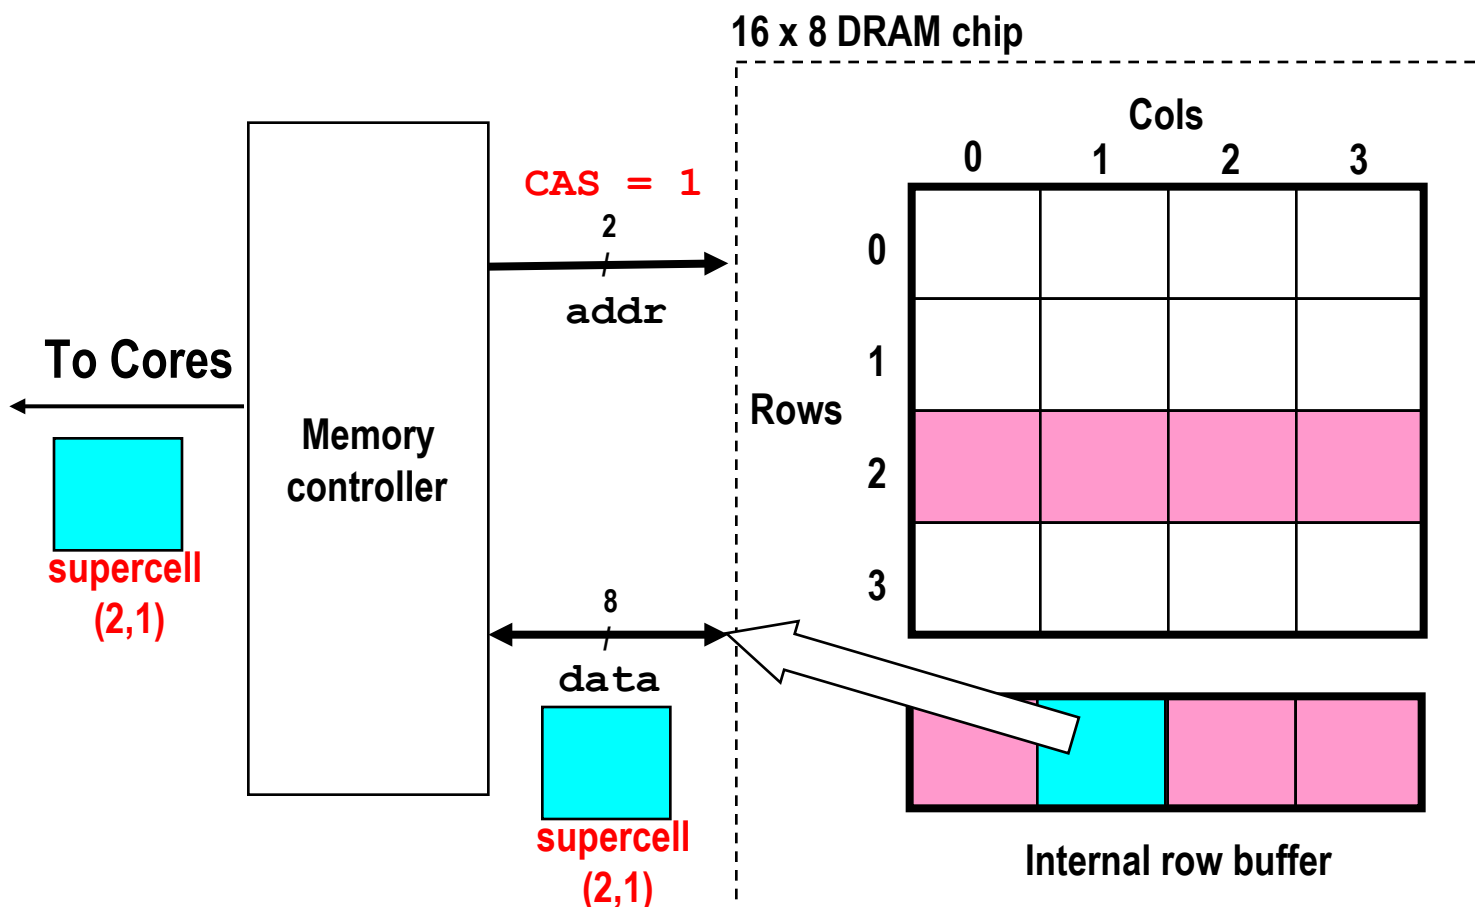 16 x 8 DRAM chip
Cols
0 1 2 3
CAS = 1
2
addr
0
1
Rows
2
3
To Cores
supercell
(2,1)
Memory
controller
8
data
supercell
(2,1)
Internal row buffer